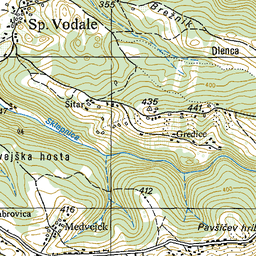 355
Brežnik
Sp. Vodale
Dlenca
400
Šitar
435
441
Sklepnica
Gredice
vejška hosta
400
412
416
Medvejek
abrovica
Pavšičev hrib